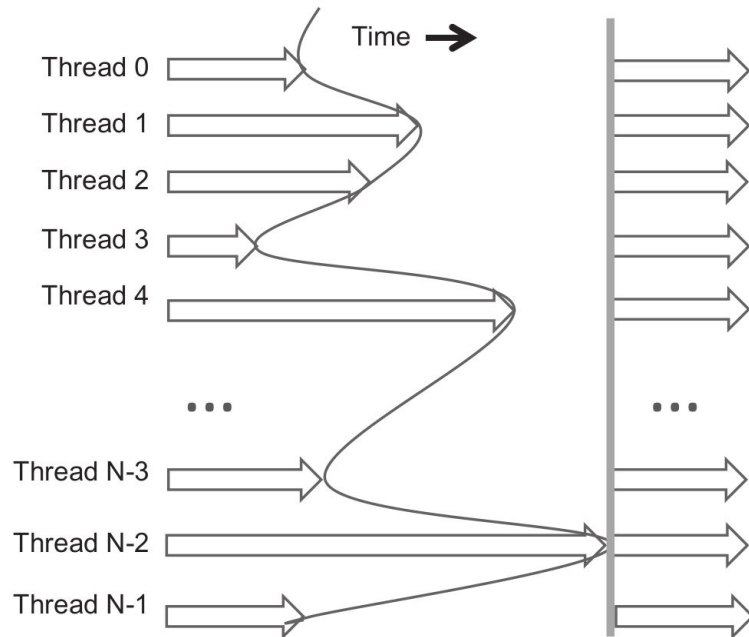 Time
Thread 0
Thread 1
Thread 2
Thread 3
Thread 4
... ...
Thread N-3
Thread N-2
Thread N-1